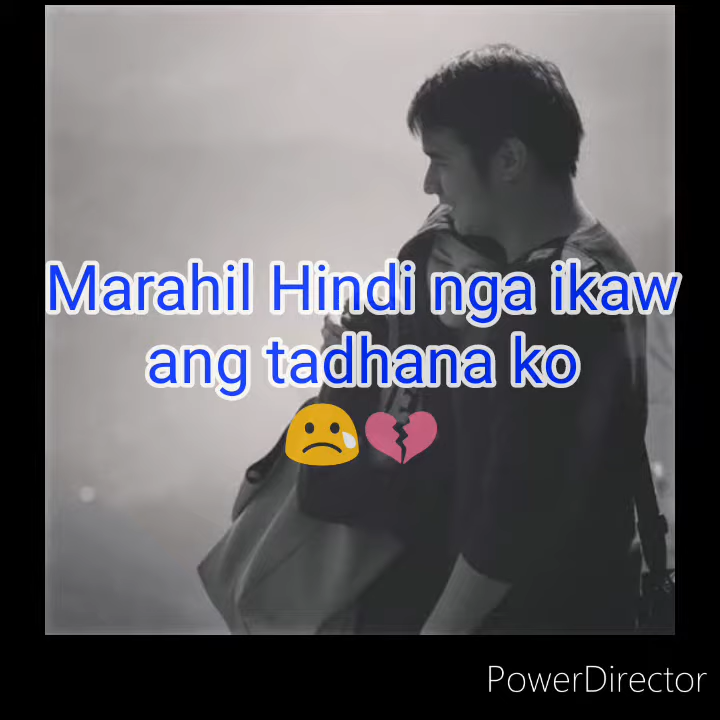 Marahil Hindi nga ikaw
ang tadhana ko
😢💔
PowerDirector